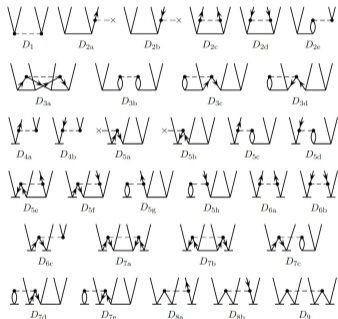 D1 D2a D2b D2c D2d D2e
D3a D3b D3c D3d
D4a D4b D5a D5b D5c D5d
D5e D5f D5g D5h D6a D6b
D6c D7a D7b D7c
D7d D7e D8a D8b D9